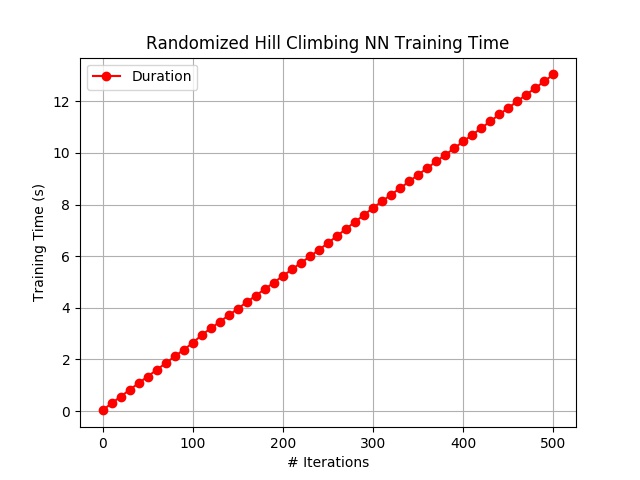 Randomized Hill Climbing NN Training Time
Duration
Training Time (s)
12
10
8
6
4
2
0
0 100 200 300 400 500
# Iterations